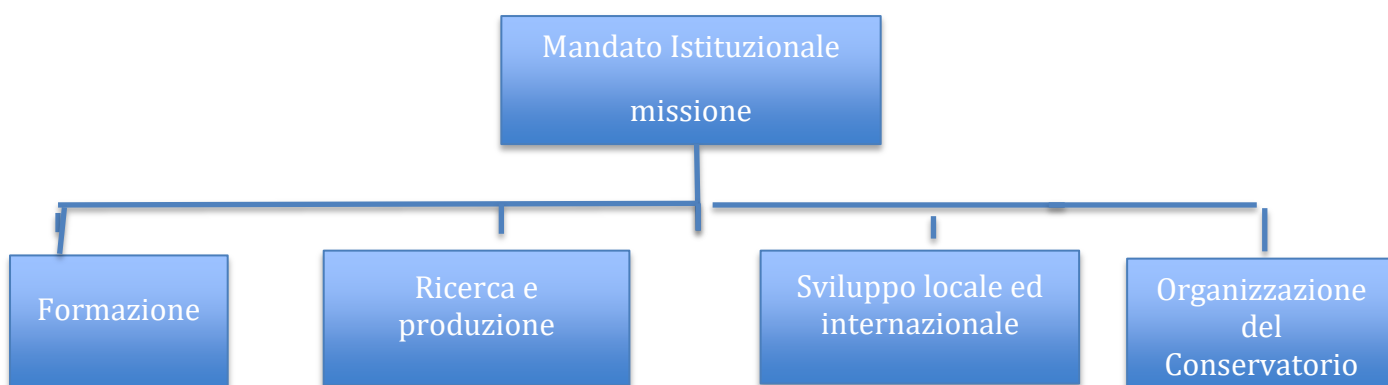 Mandato Istituzionale
missione
Formazione
Ricerca e
produzione
Sviluppo locale ed
internazionale
Organizzazione
del
Conservatorio